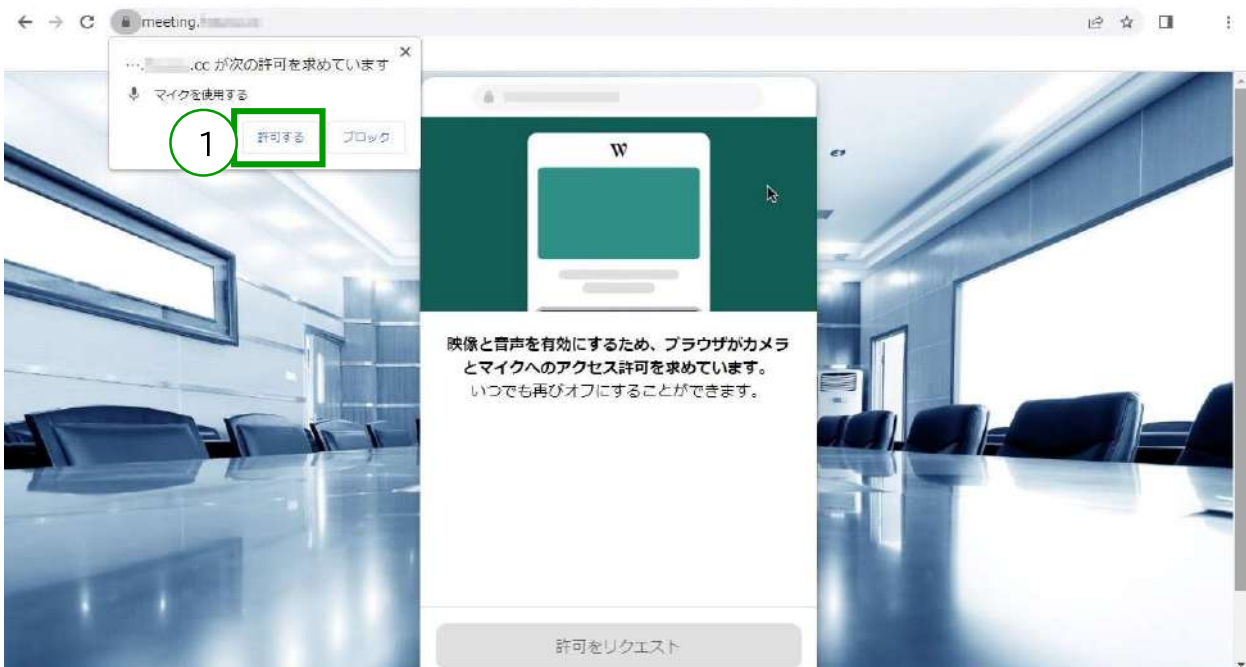 meeting.
….
.cc が次の許可を求めています
マイクを使用する
1
許可する
ブロック
W
映像と音声を有効にするため、ブラウザがカメラ
とマイクへのアクセス許可を求めています。
いつでも再びオフにすることができます。
許可をリクエスト